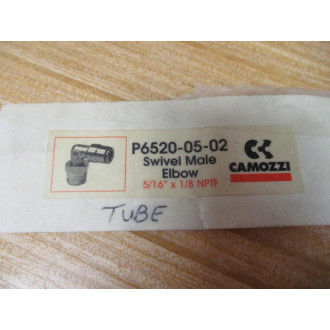 P6520-05-02
Swivel Male
Elbow
5/16" x 1/8 NPTF
CAMOZZI
TUBE